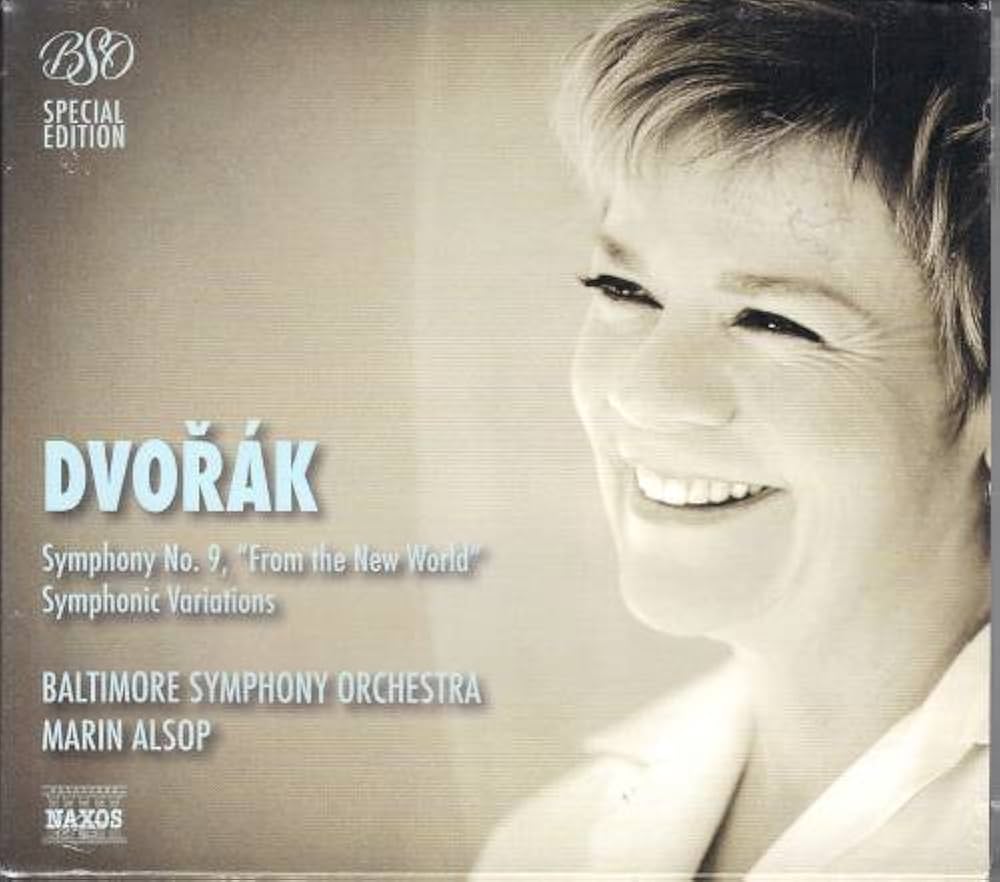 BSO
SPECIAL
EDITION
DVOŘÁK
Symphony No. 9, “From the New World”
Symphonic Variations
BALTIMORE SYMPHONY ORCHESTRA
MARIN ALSOP
NAXOS